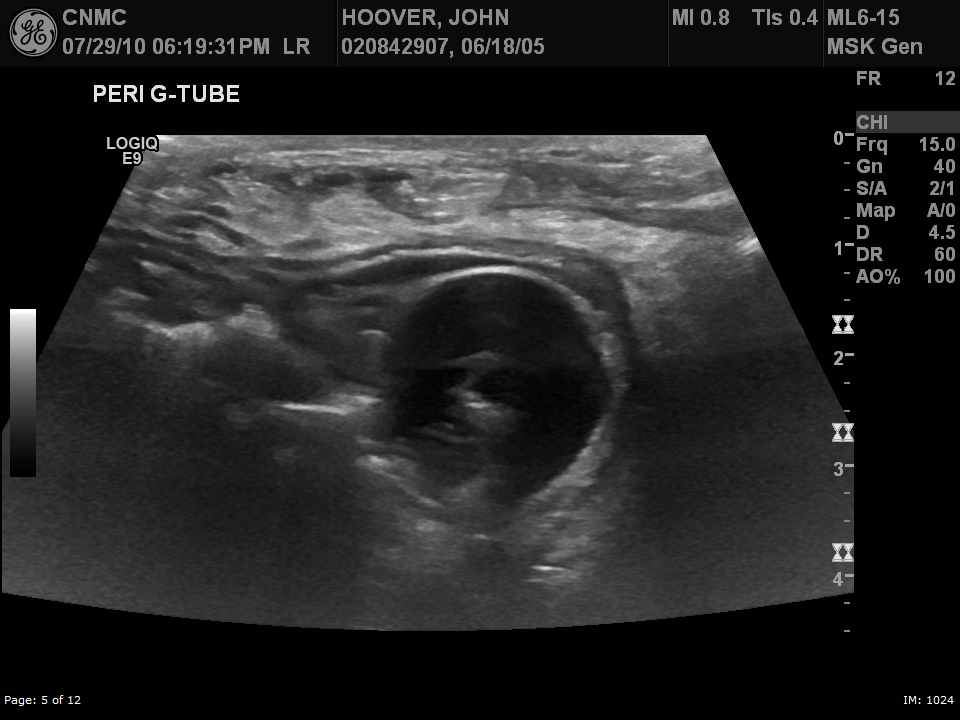 CNMC
07/29/10 06:19:31PM LR
HOOVER, JOHN
020842907, 06/18/05
MI 0.8 TIs 0.4
ML6-15
MSK Gen
PERI G-TUBE
LOGIQ
E9
FR 12
CHI
Frq 15.0
Gn 40
S/A 2/1
Map A/0
D 4.5
DR 60
AO% 100
0
1
2
3
4
Page: 5 of 12
IM: 1024